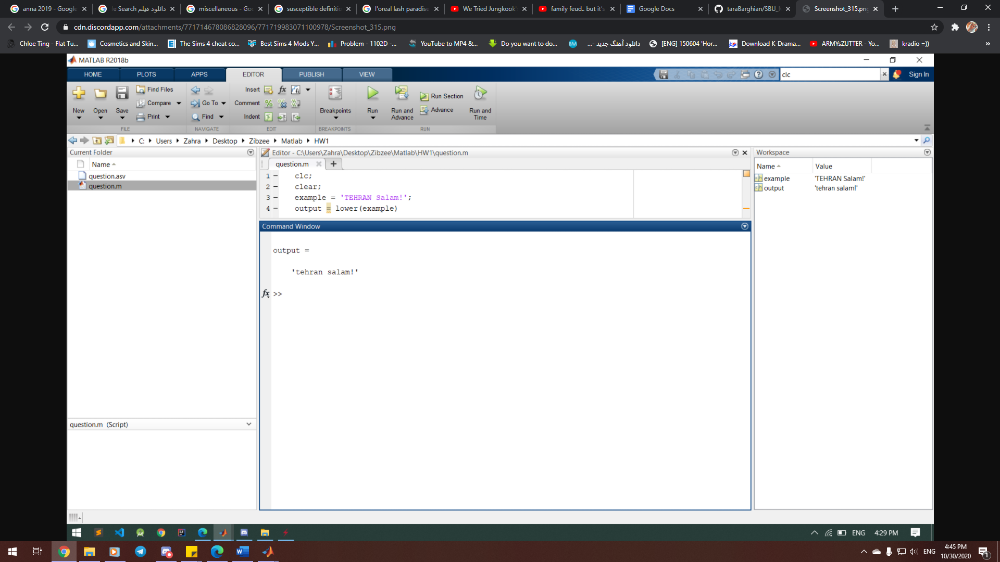 anna 2019 - Google
le Search دانلود فیلم
miscellaneous - Goo
susceptible definitio
l'oreal lash paradise
We Tried Jungkook'
family feud.. but it's
Google Docs
taraBarghian/SBU_M
Screenshot_315.png
cdn.discordapp.com/attachments/771714678086828096/771719983071100978/Screenshot_315.png
Chloe Ting - Flat Tu...
Cosmetics and Skin...
The Sims 4 cheat co...
Best Sims 4 Mods Y...
Problem - 1102D -...
YouTube to MP4 &...
Do you want to do...
دانلود آهنگ جدید -...
[ENG] 150604 'Hor...
Download K-Drama...
ARMYsZUTTER - Yo...
kradio =))
»
MATLAB R2018b
HOME PLOTS APPS EDITOR PUBLISH VIEW
clc
Sign In
New
Open
Save
Find Files
Compare
Print
FILE
Go To
Find
NAVIGATE
Insert
Comment
Indent
EDIT
Breakpoints
BREAKPOINTS
Run
Run and Advance
Run Section
Advance
Run and Time
RUN
C: Users Zahra Desktop Zibzee Matlab HW1
Current Folder
Name
question.asv
question.m
question.m (Script)
Editor - C:\Users\Zahra\Desktop\Zibzee\Matlab\HW1\question.m
question.m
1 - clc;
2 - clear;
3 - example = 'TEHRAN Salam!';
4 - output = lower(example)
Command Window
output =
'tehran salam!'
fx >>
Workspace
Name Value
example 'TEHRAN Salam!'
output 'tehran salam!'
ENG 4:29 PM
ENG
4:45 PM
10/30/2020
1